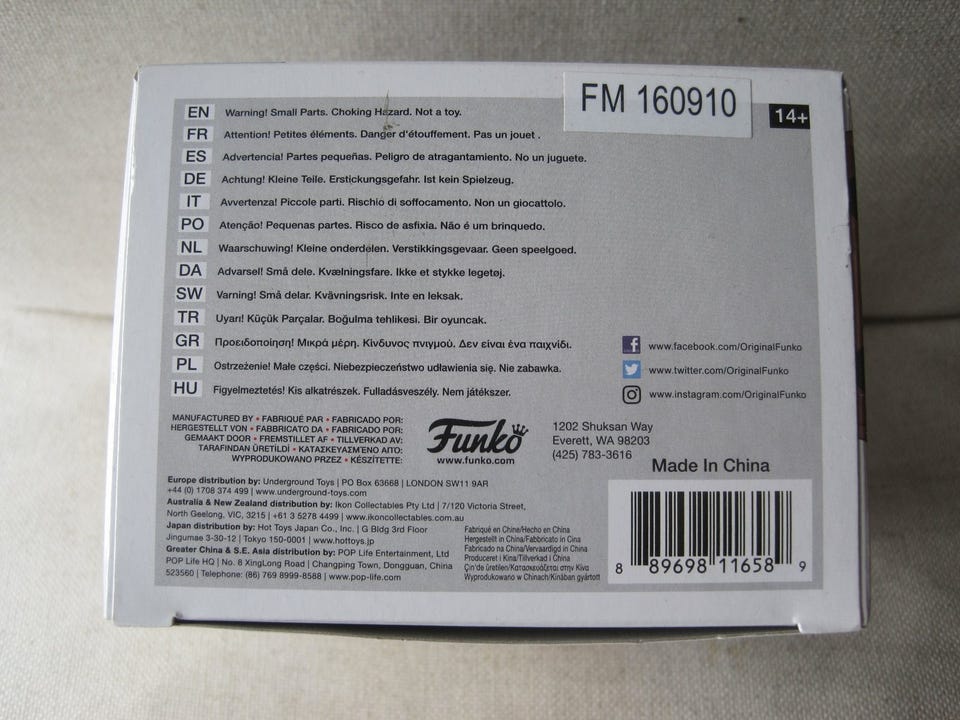 FM 160910
14+
EN Warning! Small Parts. Choking Hazard. Not a toy.
FR Attention! Petites éléments. Danger d'étouffement. Pas un jouet .
ES Advertencia! Partes pequeñas. Peligro de atragantamiento. No un juguete.
DE Achtung! Kleine Teile. Erstickungsgefahr. Ist kein Spielzeug.
IT Avvertenza! Piccole parti. Rischio di soffocamento. Non un giocattolo.
PO Atenção! Pequenas partes. Risco de asfixia. Não é um brinquedo.
NL Waarschuwing! Kleine onderdelen. Verstikkingsgevaar. Geen speelgoed.
DA Advarsel! Små dele. Kvælningsfare. Ikke et stykke legetøj.
SW Varning! Små delar. Kvävningsrisk. Inte en leksak.
TR Uyarı! Küçük Parçalar. Boğulma tehlikesi. Bir oyuncak.
GR Προειδοποίηση! Μικρά μέρη. Κίνδυνος πνιγμού. Δεν είναι ένα παιχνίδι.
PL Ostrzeżenie! Małe części. Niebezpieczeństwo udławienia się. Nie zabawka.
HU Figyelmeztetés! Kis alkatrészek. Fulladásveszély. Nem játékszer.
f www.facebook.com/OriginalFunko
www.twitter.com/OriginalFunko
www.instagram.com/OriginalFunko
MANUFACTURED BY • FABRIQUÉ PAR • FABRICADO POR:
HERGESTELLT VON • FABBRICATO DA • FABRICADO POR:
GEMAAKT DOOR • FREMSTILLET AF • TILLVERKAD AV:
TARAFINDAN ÜRETİLDİ • ΚΑΤΑΣΚΕΥΑΖΜΕΝΟ ΑΠΟ:
WYPRODUKOWANO PRZEZ • KÉSZÍTETTE:
Funko
www.funko.com
1202 Shuksan Way
Everett, WA 98203
(425) 783-3616
Made In China
Europe distribution by: Underground Toys | PO Box 63668 | LONDON SW11 9AR
+44 (0) 1708 374 499 | www.underground-toys.com
Australia & New Zealand distribution by: Ikon Collectables Pty Ltd | 7/120 Victoria Street,
North Geelong, VIC, 3215 | +61 3 5278 4499 | www.ikoncollectables.com.au
Japan distribution by: Hot Toys Japan Co., Inc. | G Bldg 3rd Floor
Jingumae 3-30-12 | Tokyo 150-0001 | www.hottoys.jp
Greater China & S.E. Asia distribution by: POP Life Entertainment, Ltd
POP Life HQ | No. 8 XingLong Road | Changping Town, Dongguan, China
523560 | Telephone: (86) 769 8999-8588 | www.pop-life.com
Fabriqué en Chine/Hecho en China
Hergestellt in China/Fabbricato in Cina
Fabricado na China/Vervaardigd in China
Produceret i Kina/Tillverkad i China
Çin'de üretilen/Κατασκευάζεται στην Κίνα
Wyprodukowano w Chinach/Kínában gyártott
8 89698 11658 9